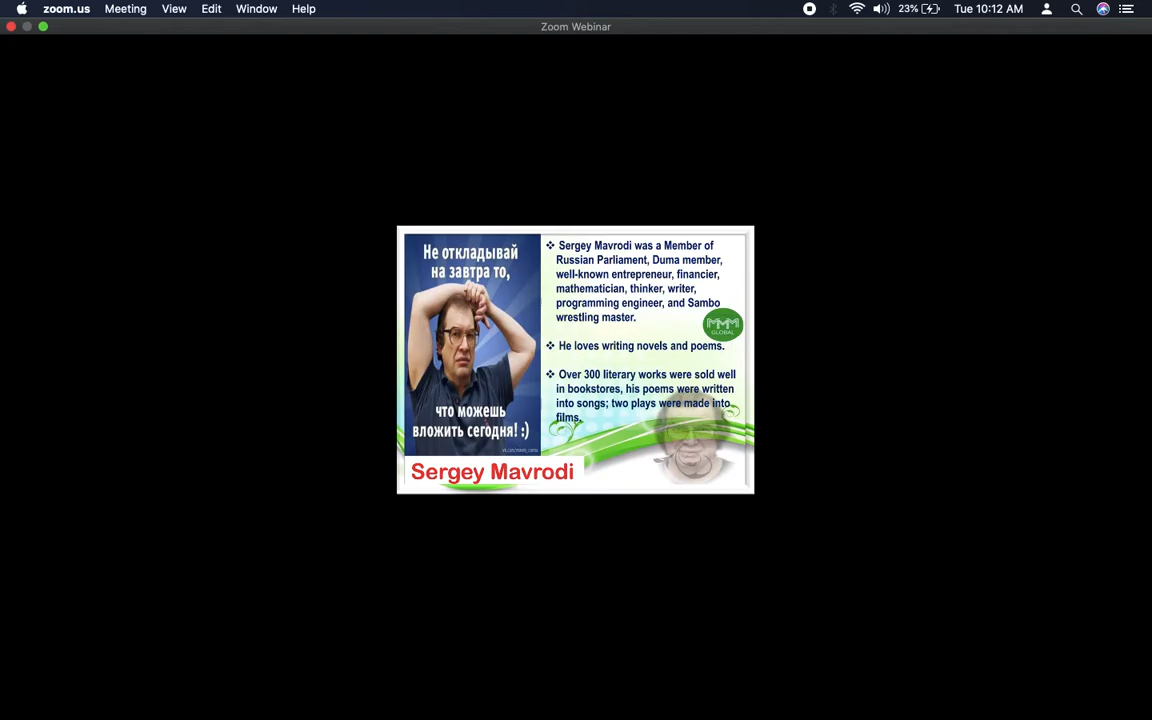 zoom.us Meeting View Edit Window Help 23% Tue 10:12 AM
Zoom Webinar
Не откладывай
на завтра то,
что можешь
вложить сегодня! :)
Sergey Mavrodi
❖ Sergey Mavrodi was a Member of
Russian Parliament, Duma member,
well-known entrepreneur, financier,
mathematician, thinker, writer,
programming engineer, and Sambo
wrestling master.
MMM
GLOBAL
❖ He loves writing novels and poems.
❖ Over 300 literary works were sold well
in bookstores, his poems were written
into songs; two plays were made into
films.